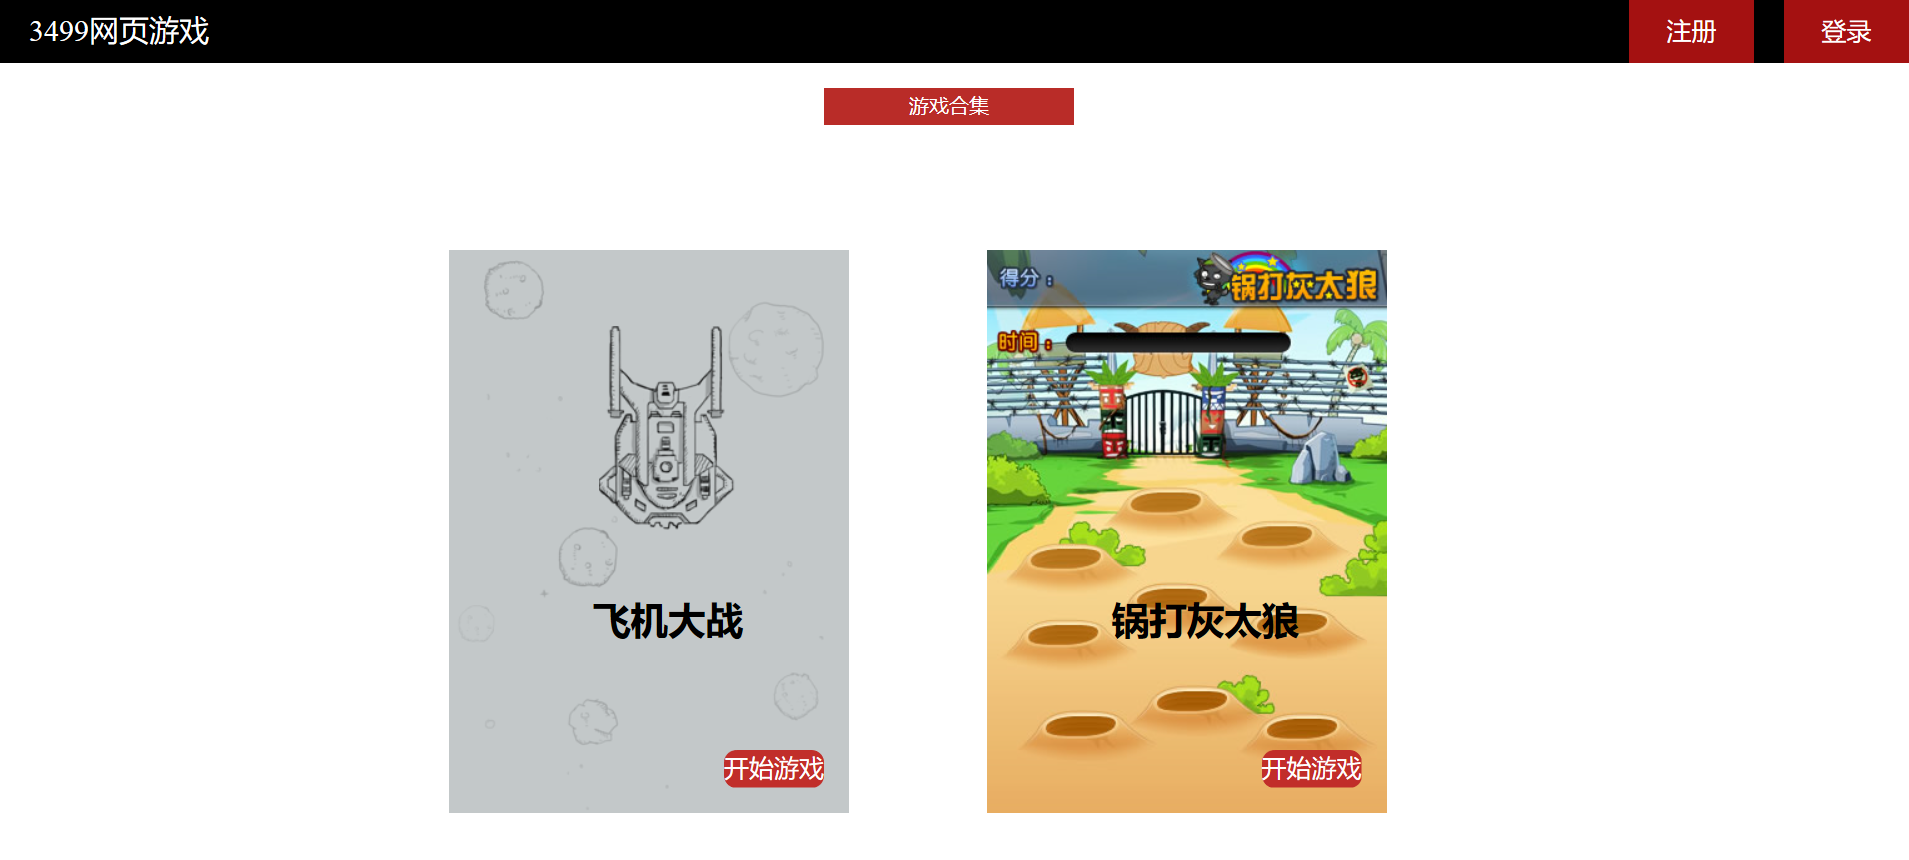 3499网页游戏
注册
登录
游戏合集
飞机大战
开始游戏
得分：
锅打灰太狼
时间：
锅打灰太狼
开始游戏